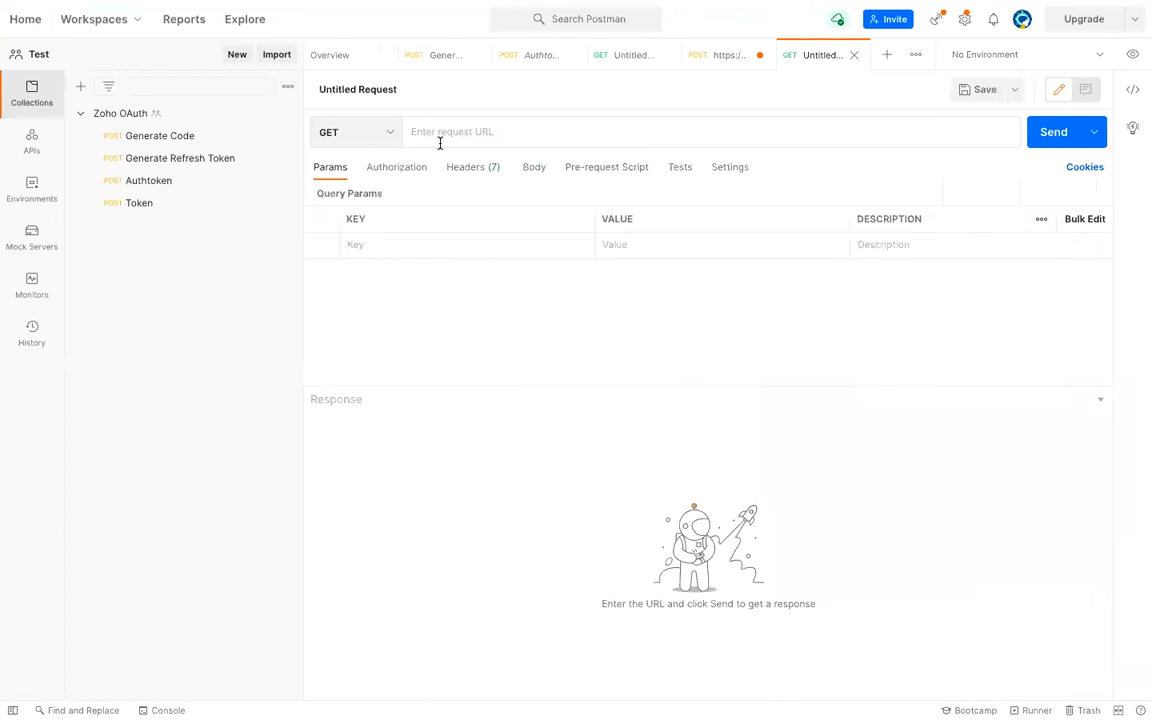 Home Workspaces Reports Explore Search Postman Invite Upgrade
Test New Import Overview POST Gener... POST Authto... GET Untitled... POST https:/... GET Untitled... No Environment
Collections
APIs
Environments
Mock Servers
Monitors
History
Zoho OAuth
POST Generate Code
POST Generate Refresh Token
POST Authtoken
POST Token
Untitled Request Save
GET Enter request URL Send
Params Authorization Headers (7) Body Pre-request Script Tests Settings Cookies
Query Params
KEY VALUE DESCRIPTION Bulk Edit
Key Value Description
Response
Enter the URL and click Send to get a response
Find and Replace Console Bootcamp Runner Trash